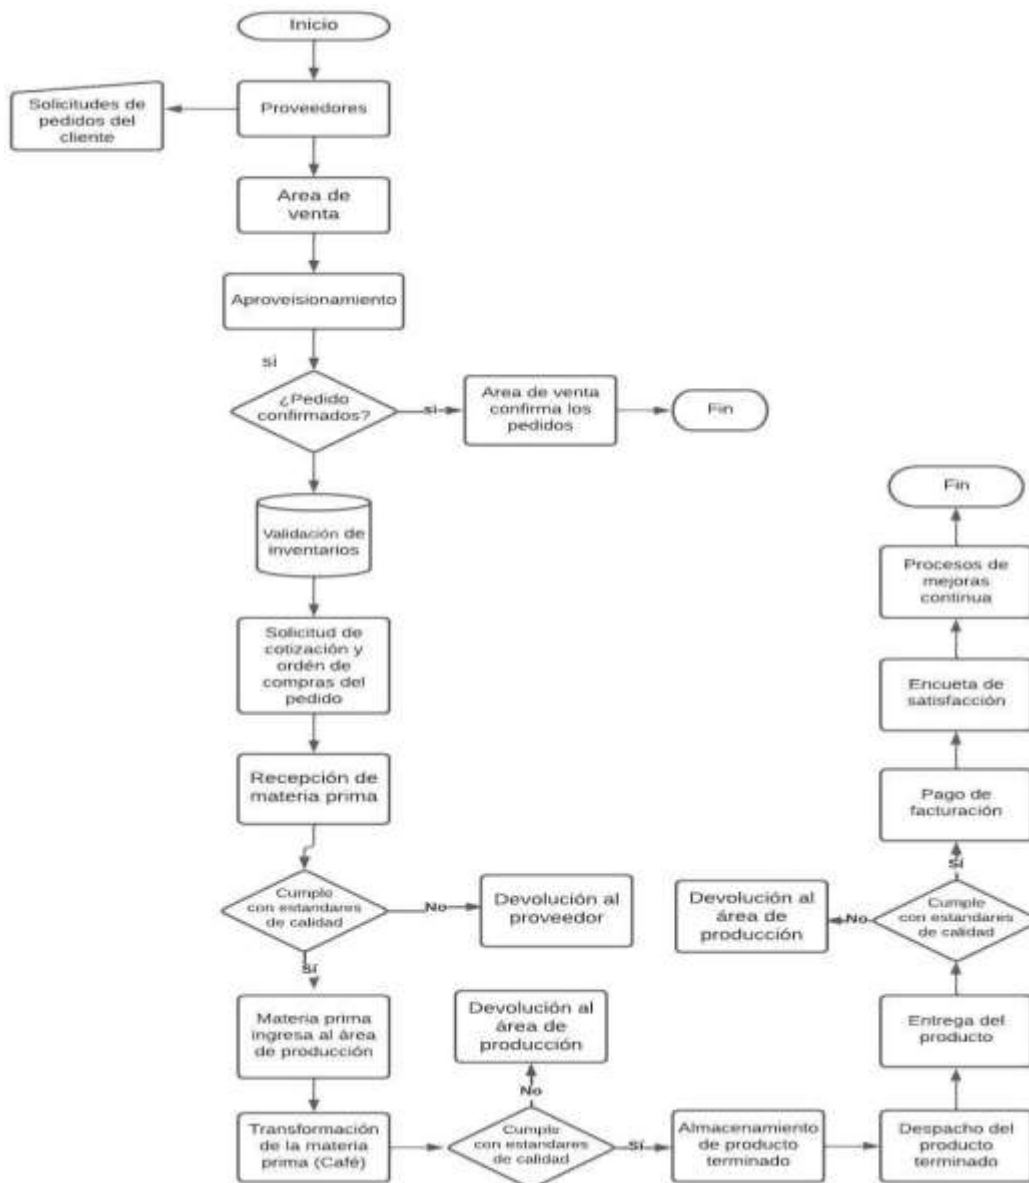 Inicio
Proveedores
Solicitudes de
pedidos del
cliente
Area de
venta
Aproveisionamiento
Sí
¿Pedido
confirmados?
si
Area de venta
confirma los
pedidos
Fin
Validación de
inventarios
Solicitud de
cotización y
ordén de
compras del
pedido
Recepción de
materia prima
Cumple
con estandares
de calidad
No
Devolución al
proveedor
Sí
Materia prima
ingresa al área
de producción
Transformación
de la materia
prima (Café)
Cumple
con estandares
de calidad
No
Devolución al
área de
producción
Sí
Almacenamiento
de producto
terminado
Despacho del
producto
terminado
Entrega del
producto
Cumple
con estandares
de calidad
No
Devolución al
área de
producción
Sí
Pago de
facturación
Encueta de
satisfacción
Procesos de
mejoras
continua
Fin